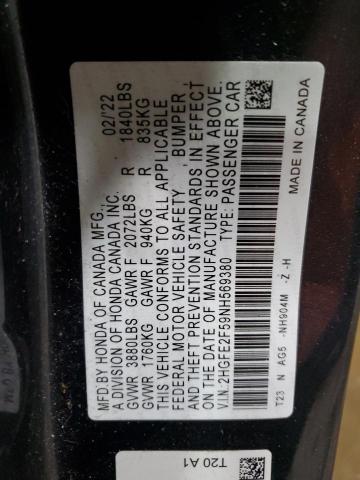 MFD. BY HONDA OF CANADA MFG. 02/'22
A DIVISION OF HONDA CANADA INC.
GVWR 3880LBS GAWR F 2072LBS R 1840LBS
GVWR 1760KG GAWR F 940KG R 835KG
THIS VEHICLE CONFORMS TO ALL APPLICABLE
FEDERAL MOTOR VEHICLE SAFETY, BUMPER,
AND THEFT PREVENTION STANDARDS IN EFFECT
ON THE DATE OF MANUFACTURE SHOWN ABOVE.
V.I.N: 2HGFE2F59NH569380 TYPE: PASSENGER CAR
T23 N AG5 -NH904M -Z -H
MADE IN CANADA
T20 A1